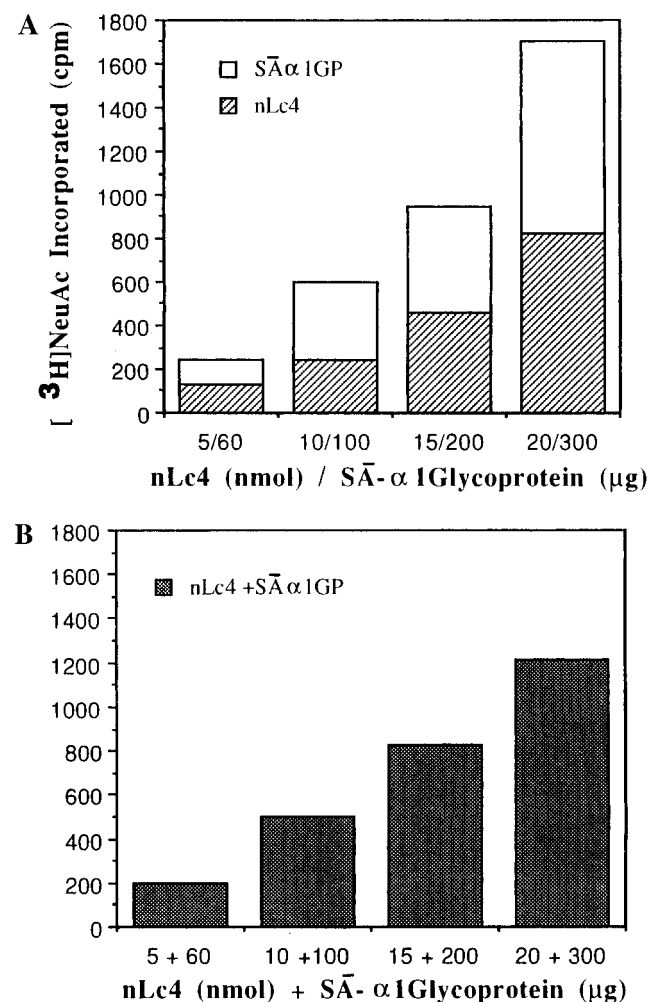 A
[ 3H]NeuAc Incorporated (cpm)
1800
1600
1400
1200
1000
800
600
400
200
0
SĀα1GP
nLc4
5/60 10/100 15/200 20/300
nLc4 (nmol) / SĀ-α1Glycoprotein (μg)
B
1800
1600
1400
1200
1000
800
600
400
200
0
nLc4 +SĀα1GP
5 + 60 10 +100 15 + 200 20 + 300
nLc4 (nmol) + SĀ- α1Glycoprotein (μg)